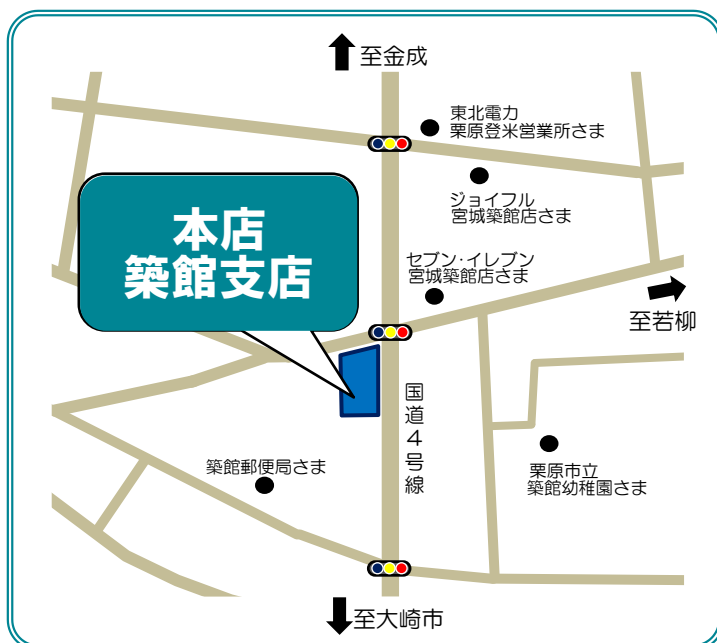 至金成
東北電力
栗原登米営業所さま
ジョイフル
宮城築館店さま
本店
築館支店
セブン・イレブン
宮城築館店さま
至若柳
国道4号線
築館郵便局さま
栗原市立
築館幼稚園さま
至大崎市